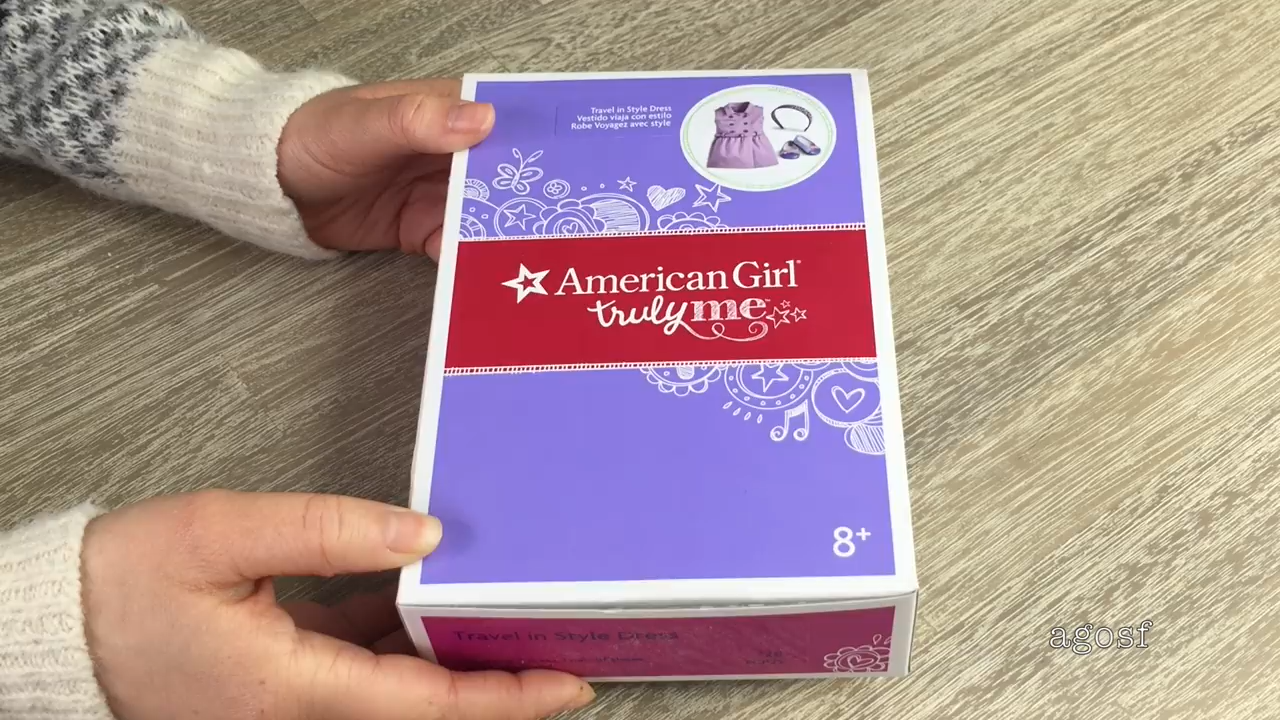 Travel in Style Dress
Vestido viaja con estilo
Robe Voyagez avec style
American Girl®
truly me™
8+
Travel in Style Dress
agosf